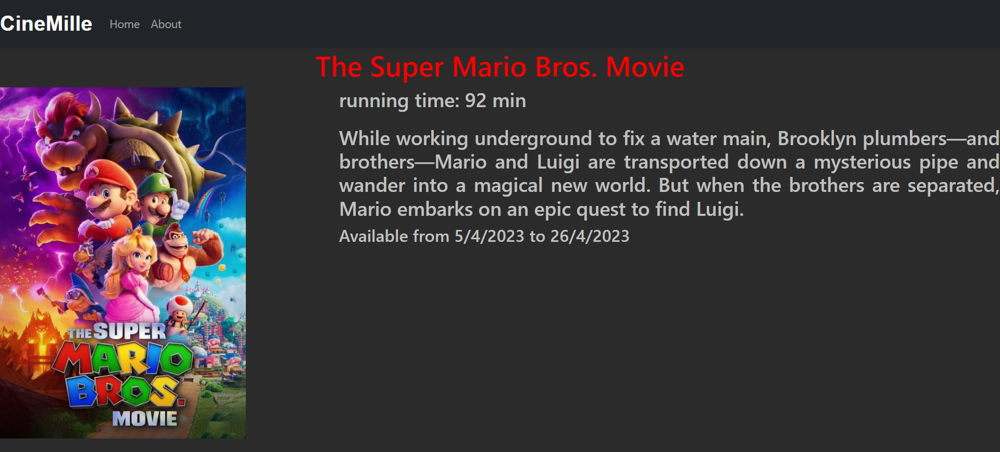 CineMille Home About
The Super Mario Bros. Movie
running time: 92 min
While working underground to fix a water main, Brooklyn plumbers—and
brothers—Mario and Luigi are transported down a mysterious pipe and
wander into a magical new world. But when the brothers are separated,
Mario embarks on an epic quest to find Luigi.
Available from 5/4/2023 to 26/4/2023
M
L
DK
THE SUPER
MARIO
BROS.
MOVIE